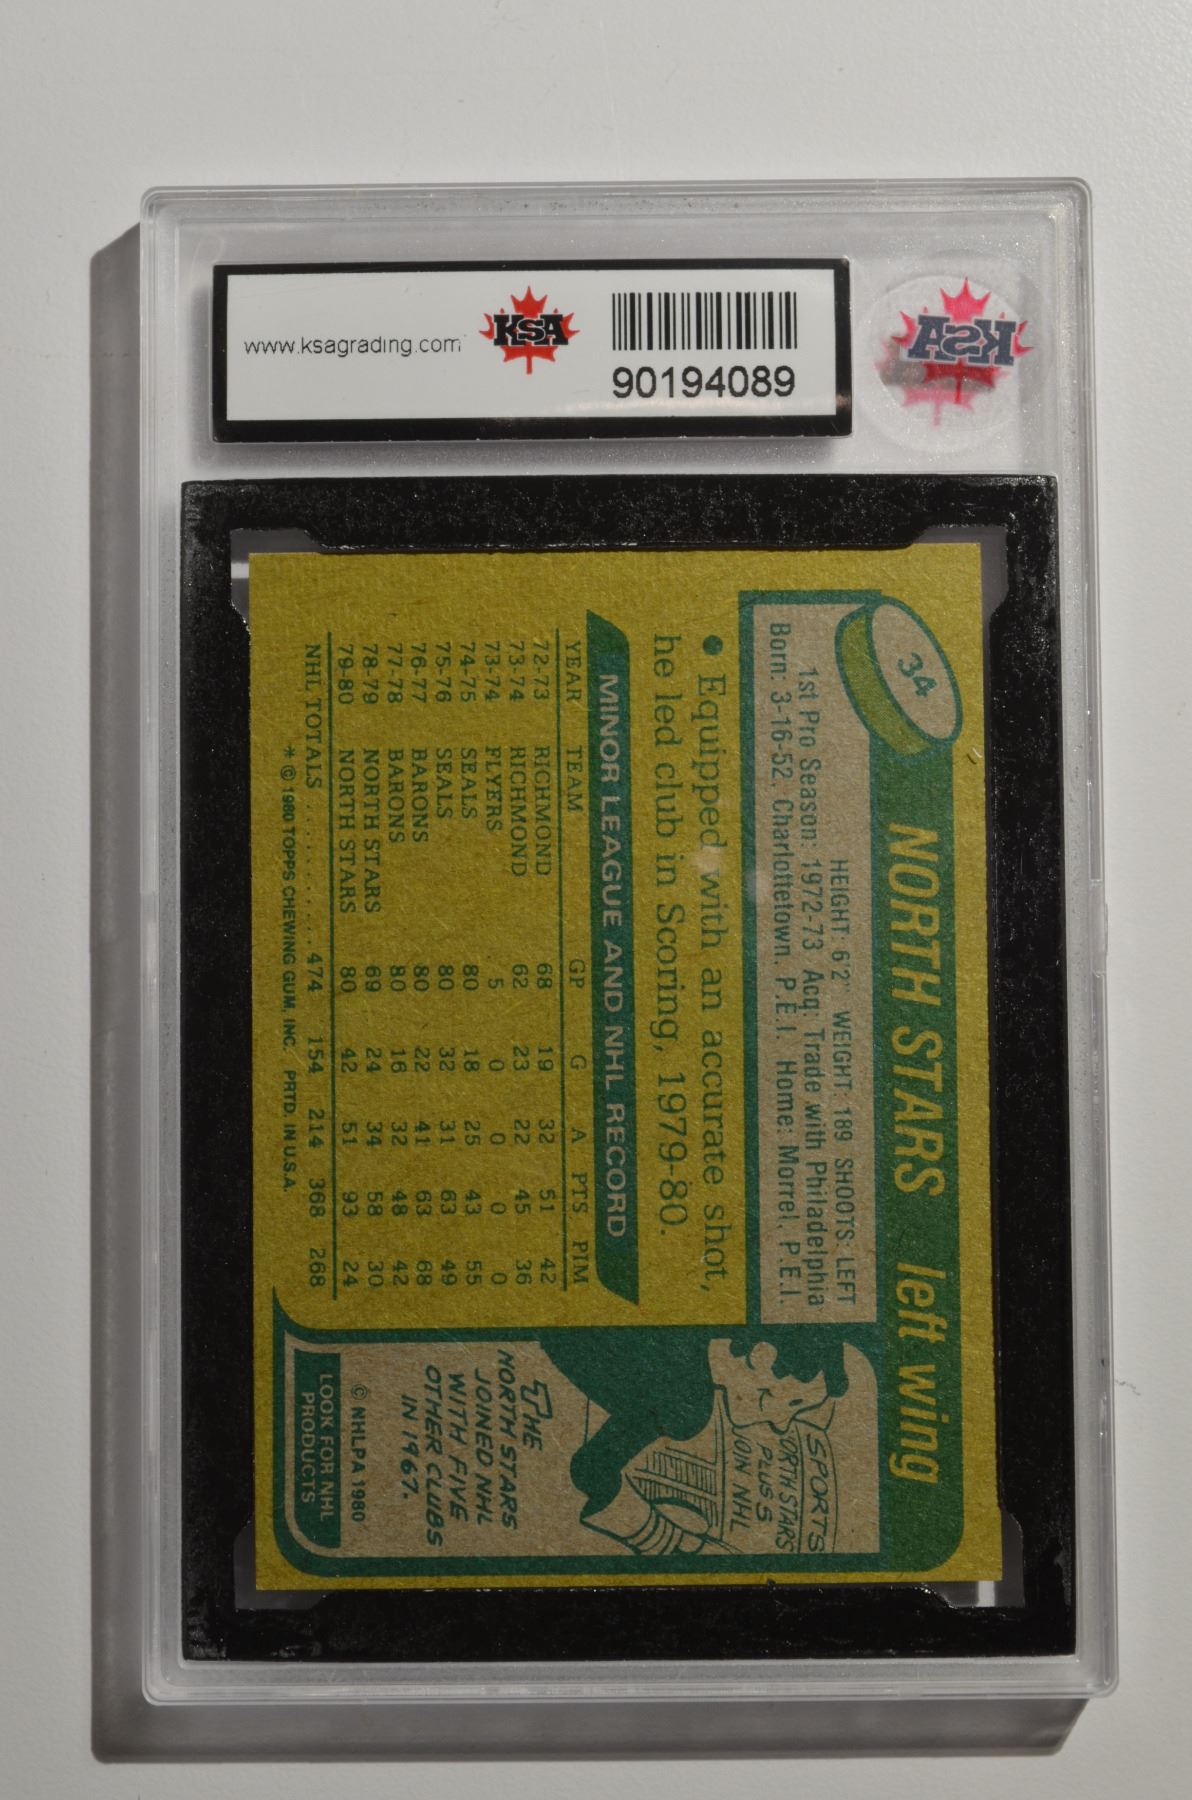 www.ksagrading.com
KSA
90194089
KSA
34
NORTH STARS left wing
HEIGHT: 6'2" WEIGHT: 189 SHOOTS: LEFT
1st Pro Season: 1972-73 Acq: Trade with Philadelphia
Born: 3-16-52, Charlottetown, P.E.I. Home: Morrel, P.E.I.
• Equipped with an accurate shot,
he led club in Scoring, 1979-80.
MINOR LEAGUE AND NHL RECORD
YEAR TEAM GP G A PTS PIM
72-73 RICHMOND 68 19 32 51 42
73-74 RICHMOND 62 23 22 45 36
73-74 FLYERS 5 0 0 0 0
74-75 SEALS 80 18 25 43 55
75-76 SEALS 80 32 31 63 49
76-77 BARONS 80 22 41 63 68
77-78 BARONS 80 16 32 48 42
78-79 NORTH STARS 69 24 34 58 30
79-80 NORTH STARS 80 42 51 93 24
NHL TOTALS ......... 474 154 214 368 268
* © 1980 TOPPS CHEWING GUM, INC. PRTD. IN U.S.A.
SPORTS
ORTH STARS
PLUS 5
JOIN NHL
THE
NORTH STARS
JOINED NHL
WITH FIVE
OTHER CLUBS
IN 1967.
© NHLPA 1980
LOOK FOR NHL
PRODUCTS